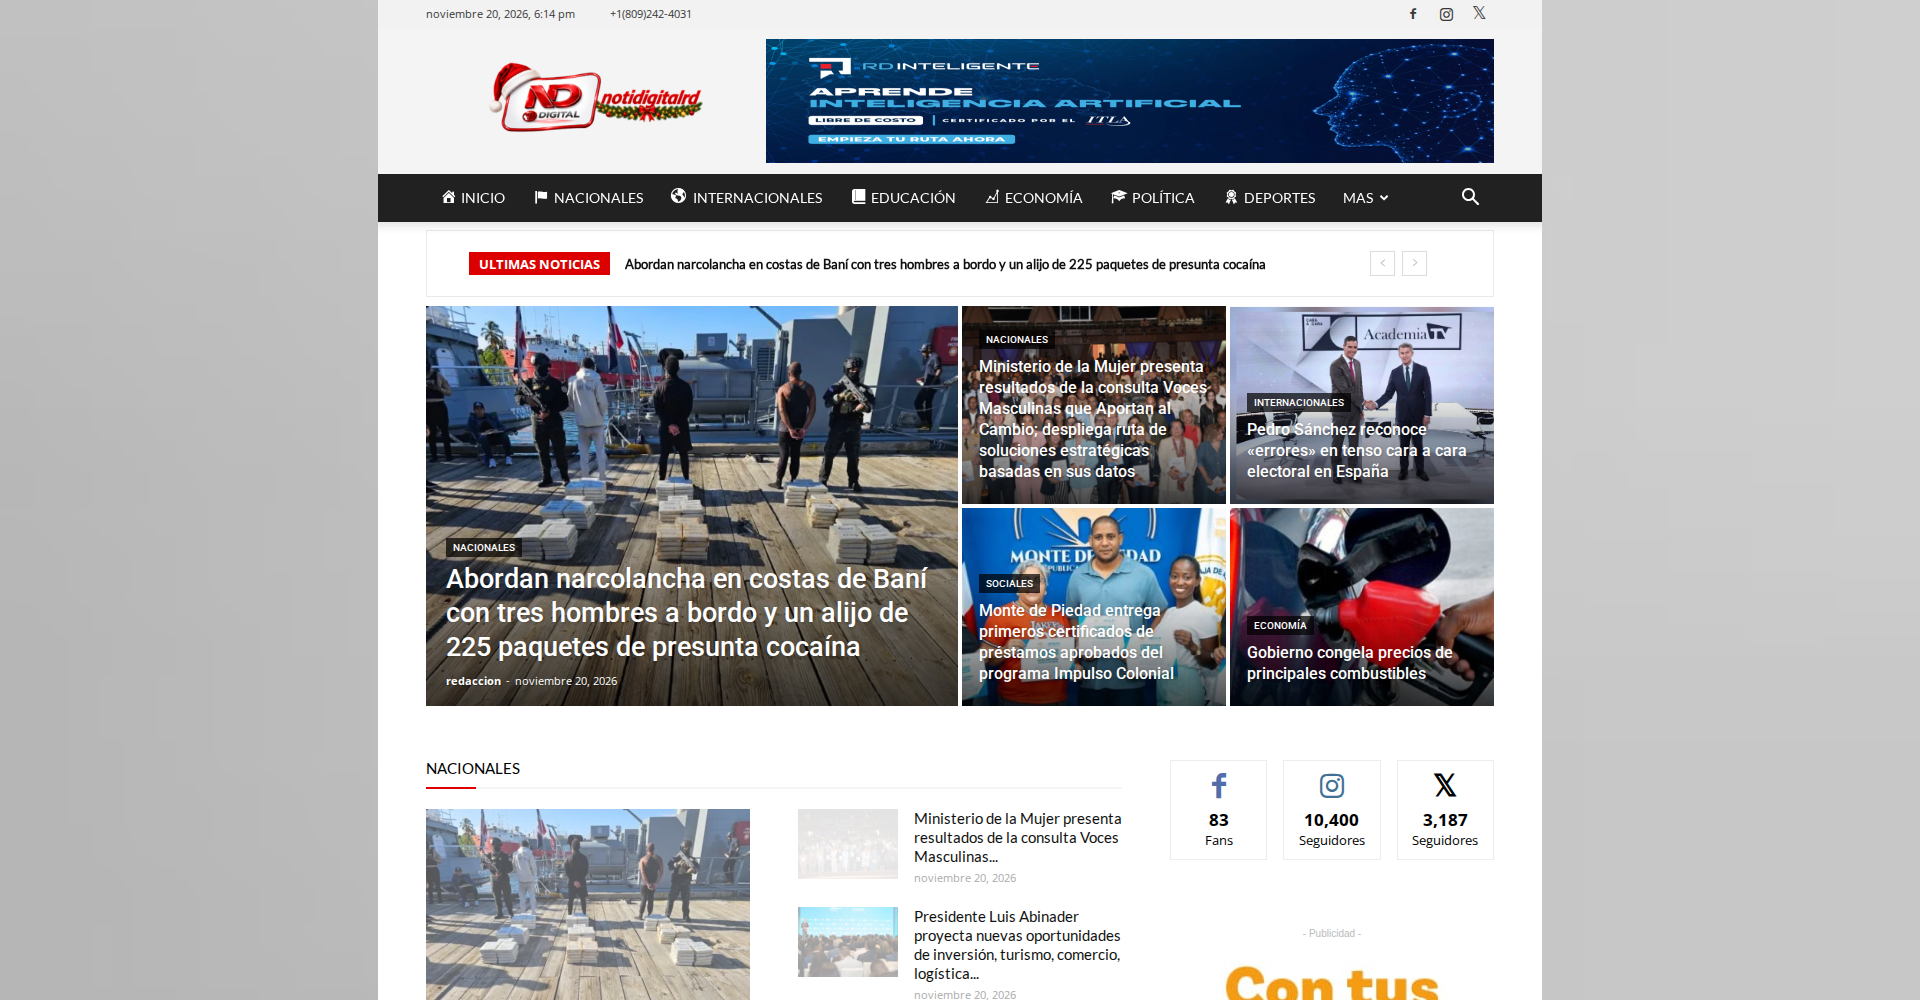 noviembre 20, 2026, 6:14 pm
+1(809)242-4031
ND
DIGITAL
notidigitalrd
RDINTELIGENTE
APRENDE
INTELIGENCIA ARTIFICIAL
LIBRE DE COSTO | CERTIFICADO POR EL ITLA
EMPIEZA TU RUTA AHORA
INICIO
NACIONALES
INTERNACIONALES
EDUCACIÓN
ECONOMÍA
POLÍTICA
DEPORTES
MAS
ULTIMAS NOTICIAS
Abordan narcolancha en costas de Baní con tres hombres a bordo y un alijo de 225 paquetes de presunta cocaína
NACIONALES
Abordan narcolancha en costas de Baní
con tres hombres a bordo y un alijo de
225 paquetes de presunta cocaína
redaccion - noviembre 20, 2026
NACIONALES
Ministerio de la Mujer presenta
resultados de la consulta Voces
Masculinas que Aportan al
Cambio; despliega ruta de
soluciones estratégicas
basadas en sus datos
CARA A CARA
Academia TV
INTERNACIONALES
Pedro Sánchez reconoce
«errores» en tenso cara a cara
electoral en España
MONTE DE PIEDAD
SOCIALES
Monte de Piedad entrega
primeros certificados de
préstamos aprobados del
programa Impulso Colonial
ECONOMÍA
Gobierno congela precios de
principales combustibles
NACIONALES
Ministerio de la Mujer presenta
resultados de la consulta Voces
Masculinas...
noviembre 20, 2026
Presidente Luis Abinader
proyecta nuevas oportunidades
de inversión, turismo, comercio,
logística...
noviembre 20, 2026
83
Fans
10,400
Seguidores
3,187
Seguidores
- Publicidad -
Con tus